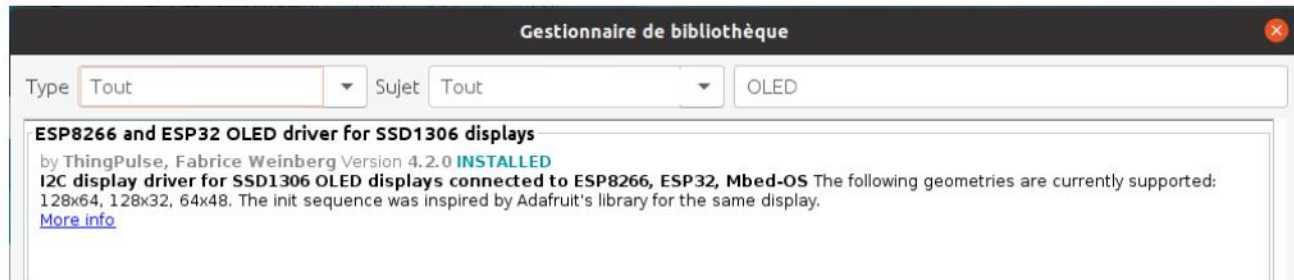 Gestionnaire de bibliothèque
Type Tout Sujet Tout OLED
ESP8266 and ESP32 OLED driver for SSD1306 displays
by ThingPulse, Fabrice Weinberg Version 4.2.0 INSTALLED
I2C display driver for SSD1306 OLED displays connected to ESP8266, ESP32, Mbed-OS The following geometries are currently supported:
128x64, 128x32, 64x48. The init sequence was inspired by Adafruit's library for the same display.
More info